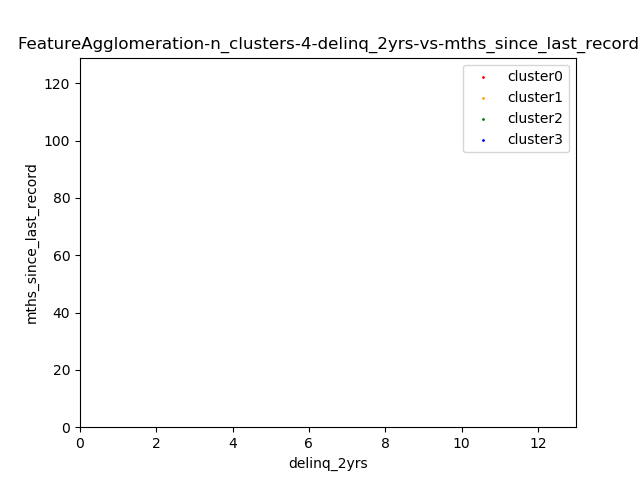 FeatureAgglomeration-n_clusters-4-delinq_2yrs-vs-mths_since_last_record
cluster0
cluster1
cluster2
cluster3
mths_since_last_record
120
100
80
60
40
20
0
0 2 4 6 8 10 12
delinq_2yrs